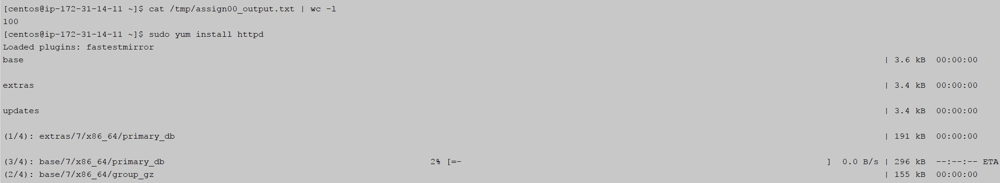 [centos@ip-172-31-14-11 ~]$ cat /tmp/assign00_output.txt | wc -l
100
[centos@ip-172-31-14-11 ~]$ sudo yum install httpd
Loaded plugins: fastestmirror
base | 3.6 kB 00:00:00
extras | 3.4 kB 00:00:00
updates | 3.4 kB 00:00:00
(1/4): extras/7/x86_64/primary_db | 191 kB 00:00:00
(3/4): base/7/x86_64/primary_db 2% [=- ] 0.0 B/s | 296 kB --:--:-- ETA
(2/4): base/7/x86_64/group_gz | 155 kB 00:00:00